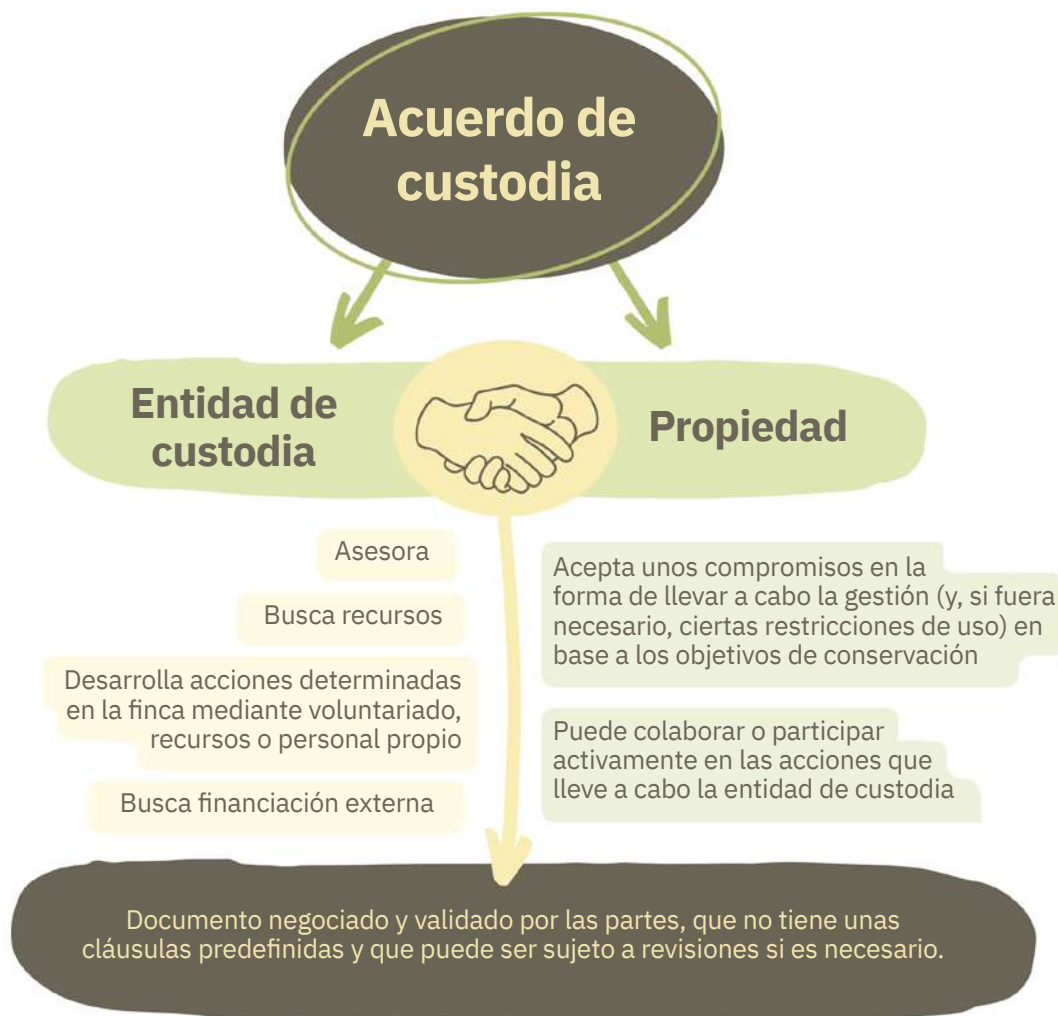 Acuerdo de
custodia
Entidad de
custodia
Propiedad
Asesora
Busca recursos
Desarrolla acciones determinadas
en la finca mediante voluntariado,
recursos o personal propio
Busca financiación externa
Acepta unos compromisos en la
forma de llevar a cabo la gestión (y, si fuera
necesario, ciertas restricciones de uso) en
base a los objetivos de conservación
Puede colaborar o participar
activamente en las acciones que
lleve a cabo la entidad de custodia
Documento negociado y validado por las partes, que no tiene unas
cláusulas predefinidas y que puede ser sujeto a revisiones si es necesario.